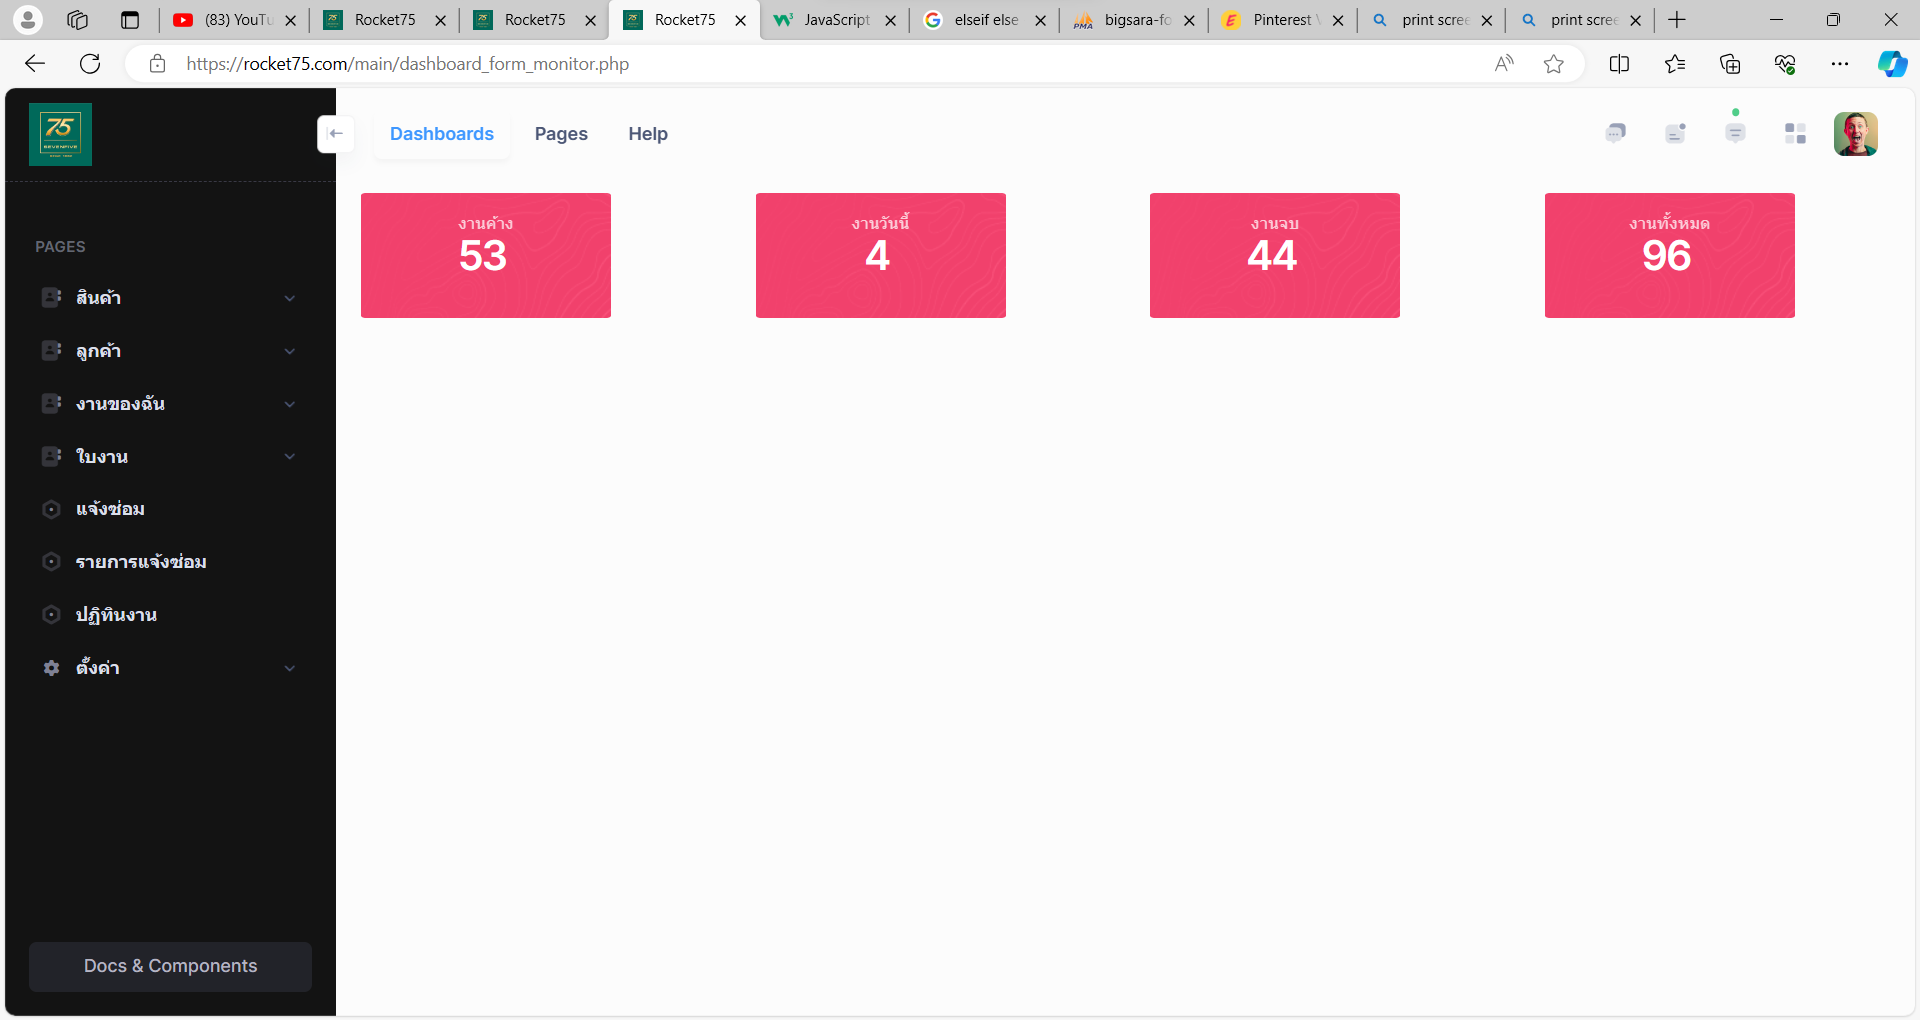 (83) YouTu
Rocket75
Rocket75
Rocket75
JavaScript
elseif else
bigsara-fo
Pinterest
print scree
print scree
https://rocket75.com/main/dashboard_form_monitor.php
75
SEVENFIVE
Dashboards
Pages
Help
งานค้าง
53
งานวันนี้
4
งานจบ
44
งานทั้งหมด
96
PAGES
สินค้า
ลูกค้า
งานของฉัน
ใบงาน
แจ้งซ่อม
รายการแจ้งซ่อม
ปฏิทินงาน
ตั้งค่า
Docs & Components